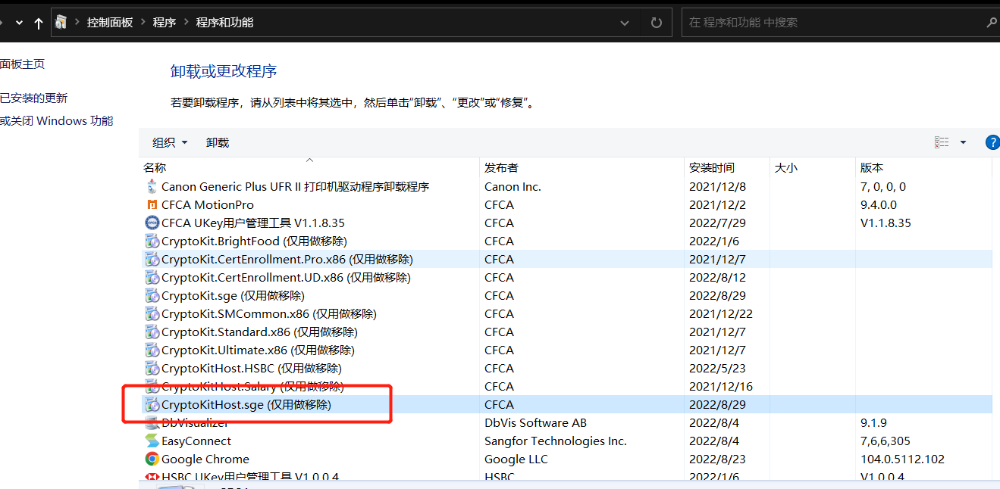 控制面板 程序 程序和功能 在 程序和功能 中搜索
面板主页
已安装的更新
或关闭 Windows 功能
卸载或更改程序
若要卸载程序，请从列表中将其选中，然后单击“卸载”、“更改”或“修复”。
组织 卸载
名称 发布者 安装时间 大小 版本
Canon Generic Plus UFR II 打印机驱动程序卸载程序 Canon Inc. 2021/12/8 7, 0, 0, 0
CFCA MotionPro CFCA 2021/12/2 9.4.0.0
CFCA UKey用户管理工具 V1.1.8.35 CFCA 2022/7/29 V1.1.8.35
CryptoKit.BrightFood (仅用做移除) CFCA 2022/1/6
CryptoKit.CertEnrollment.Pro.x86 (仅用做移除) CFCA 2021/12/7
CryptoKit.CertEnrollment.UD.x86 (仅用做移除) CFCA 2022/8/12
CryptoKit.sge (仅用做移除) CFCA 2022/8/29
CryptoKit.SMCommon.x86 (仅用做移除) CFCA 2021/12/22
CryptoKit.Standard.x86 (仅用做移除) CFCA 2021/12/7
CryptoKit.Ultimate.x86 (仅用做移除) CFCA 2021/12/7
CryptoKitHost.HSBC (仅用做移除) CFCA 2022/5/23
CryptoKitHost.Salary (仅用做移除) CFCA 2021/12/16
CryptoKitHost.sge (仅用做移除) CFCA 2022/8/29
DbVisualizer DbVis Software AB 2022/8/4 9.1.9
EasyConnect Sangfor Technologies Inc. 2022/8/4 7,6,6,305
Google Chrome Google LLC 2022/8/23 104.0.5112.102
HSBC UKey用户管理工具 V1.0.0.4 HSBC 2022/1/6 V1.0.0.4